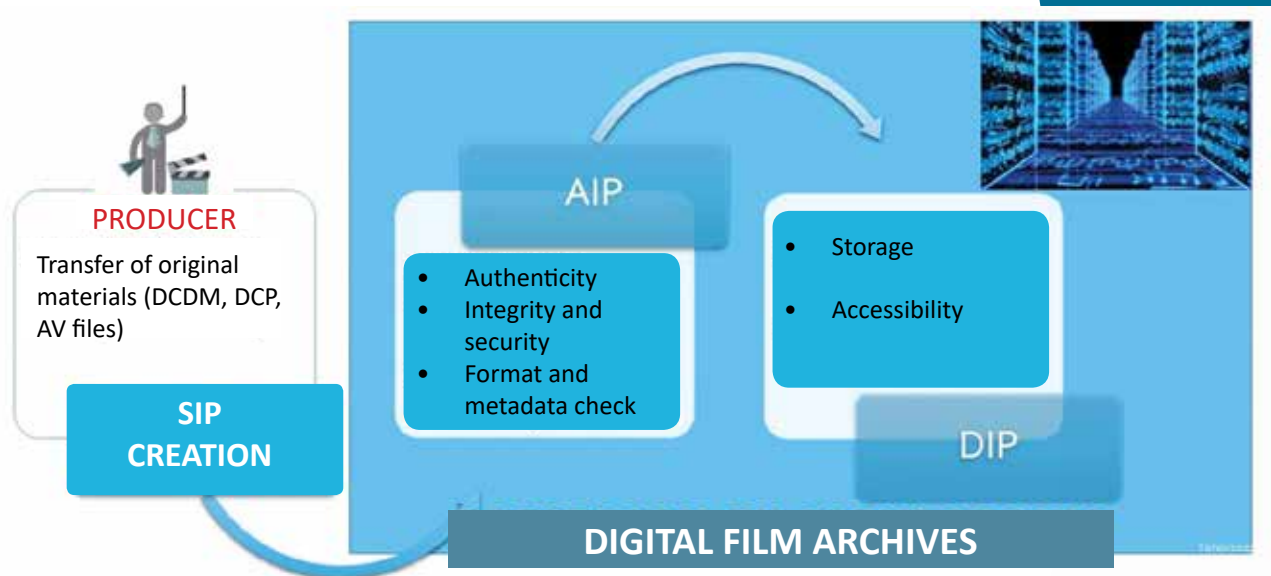 PRODUCER
Transfer of original
materials (DCDM, DCP,
AV files)
SIP
CREATION
AIP
• Authenticity
• Integrity and
security
• Format and
metadata check
• Storage
• Accessibility
DIP
DIGITAL FILM ARCHIVES